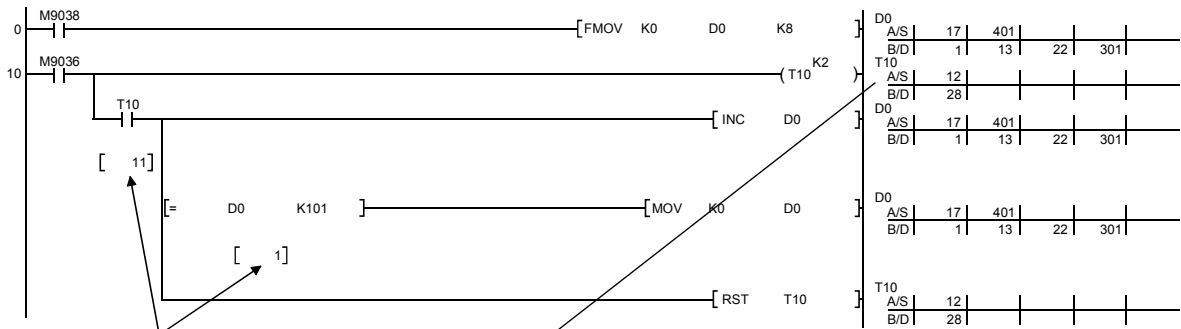 M9038
0 [FMOV K0 D0 K8 ]
D0
A/S 17 401
B/D 1 13 22 301
M9036
10 (T10 K2 )
T10
A/S 12
B/D 28
T10
[INC D0 ]
D0
A/S 17 401
B/D 1 13 22 301
[ 11]
[= D0 K101 ] [MOV K0 D0 ]
D0
A/S 17 401
B/D 1 13 22 301
[ 1]
[RST T10 ]
T10
A/S 12
B/D 28